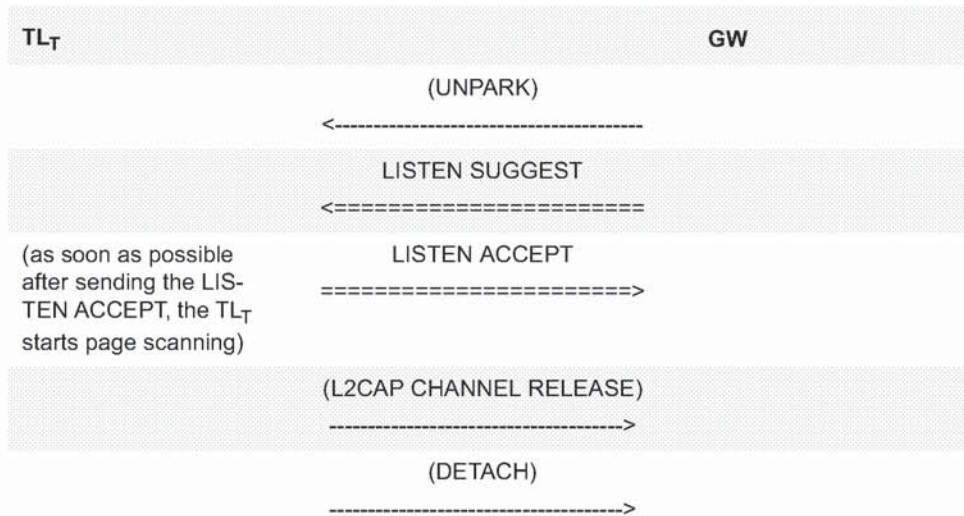 TLT GW
(UNPARK)
<----------------------------------------
LISTEN SUGGEST
<=======================
(as soon as possible LISTEN ACCEPT
after sending the LIS-
TEN ACCEPT, the TLT =======================>
starts page scanning)
(L2CAP CHANNEL RELEASE)
-------------------------------------->
(DETACH)
-------------------------------------->